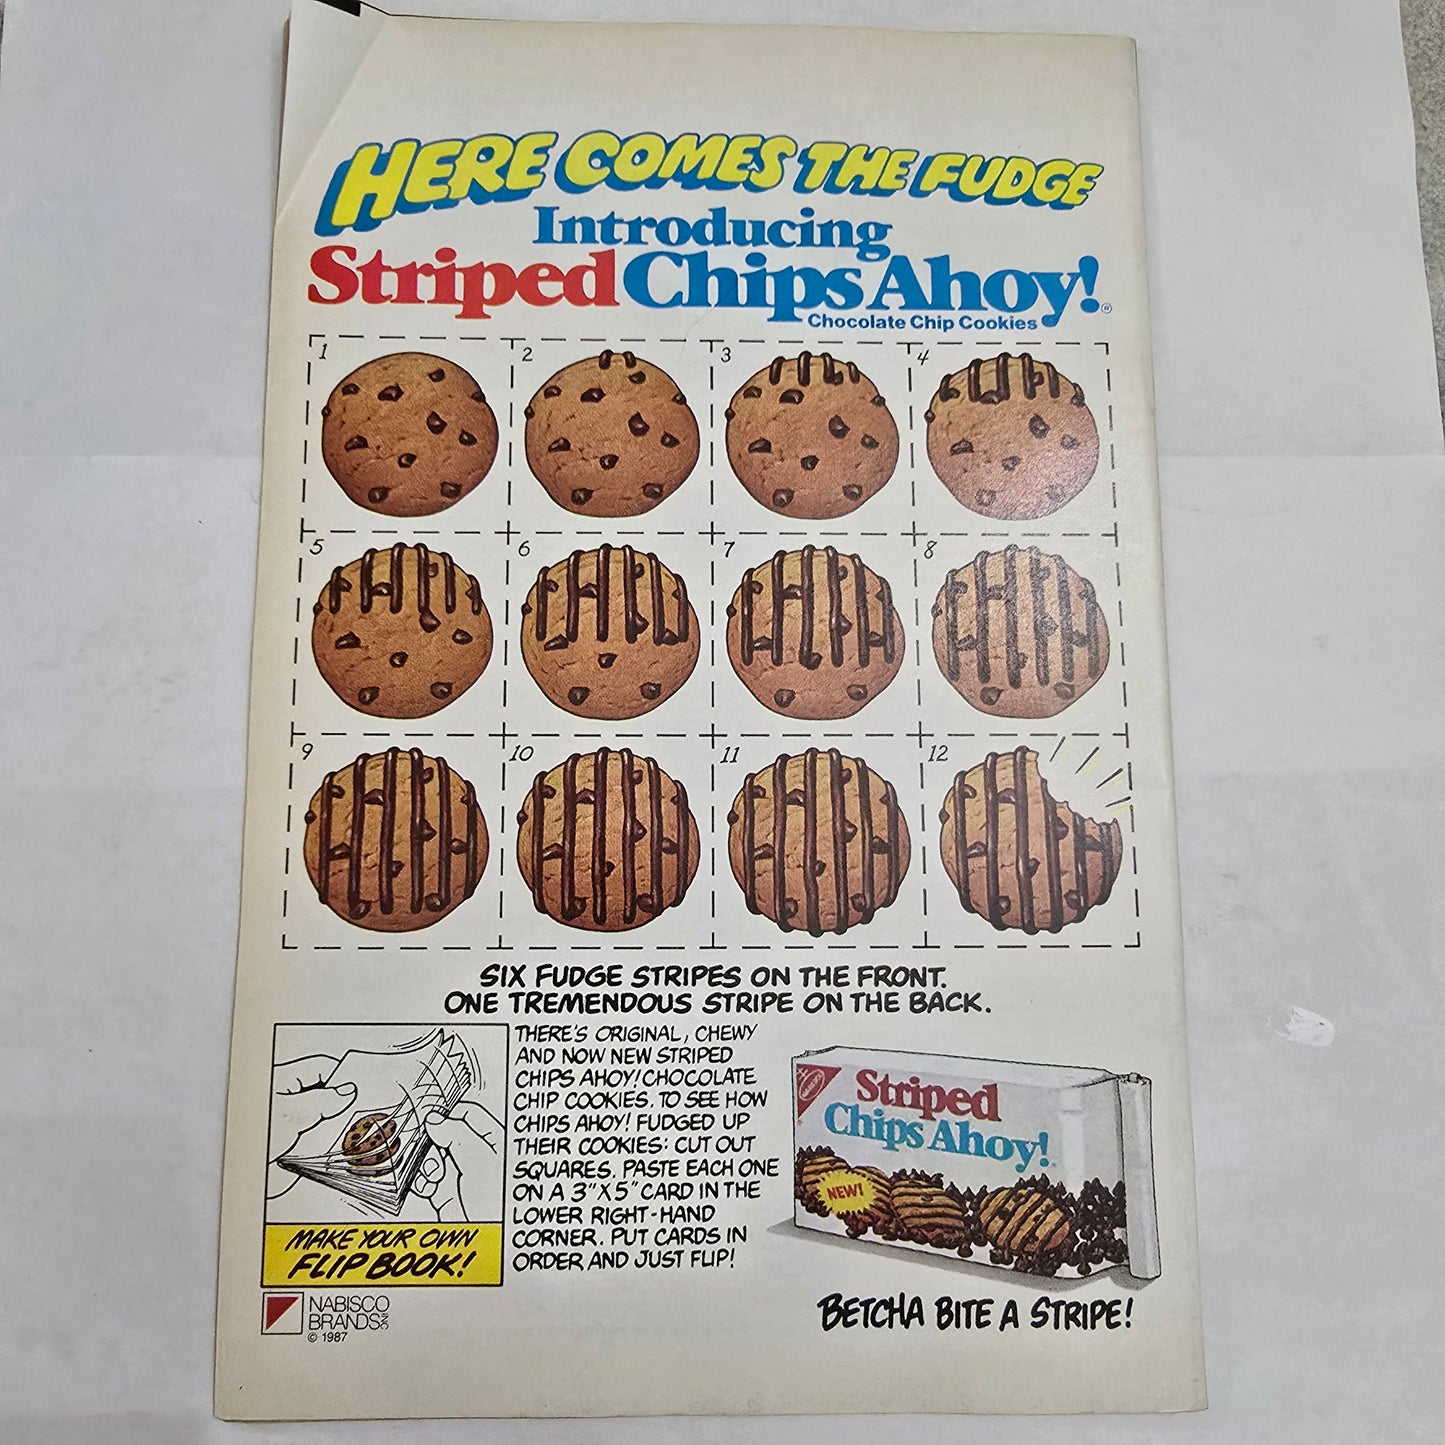 HERE COMES THE FUDGE
Introducing
Striped Chips Ahoy!®
Chocolate Chip Cookies
1 2 3 4
5 6 7 8
9 10 11 12
SIX FUDGE STRIPES ON THE FRONT.
ONE TREMENDOUS STRIPE ON THE BACK.
THERE'S ORIGINAL, CHEWY
AND NOW NEW STRIPED
CHIPS AHOY! CHOCOLATE
CHIP COOKIES. TO SEE HOW
CHIPS AHOY! FUDGED UP
THEIR COOKIES: CUT OUT
SQUARES. PASTE EACH ONE
ON A 3"X5" CARD IN THE
LOWER RIGHT-HAND
CORNER. PUT CARDS IN
ORDER AND JUST FLIP!
MAKE YOUR OWN
FLIP BOOK!
NABISCO
Striped
Chips Ahoy!
NEW!
NABISCO
BRANDS INC
© 1987
BETCHA BITE A STRIPE!